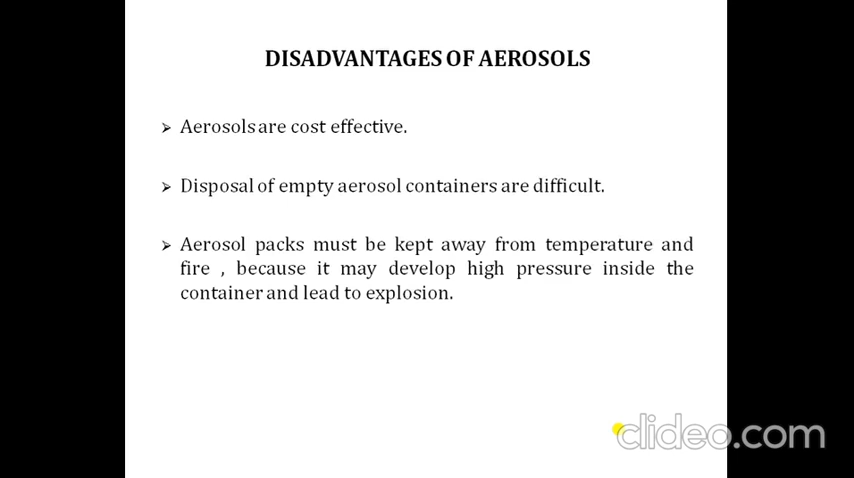 DISADVANTAGES OF AEROSOLS
➢ Aerosols are cost effective.
➢ Disposal of empty aerosol containers are difficult.
➢ Aerosol packs must be kept away from temperature and
fire , because it may develop high pressure inside the
container and lead to explosion.
clideo.com